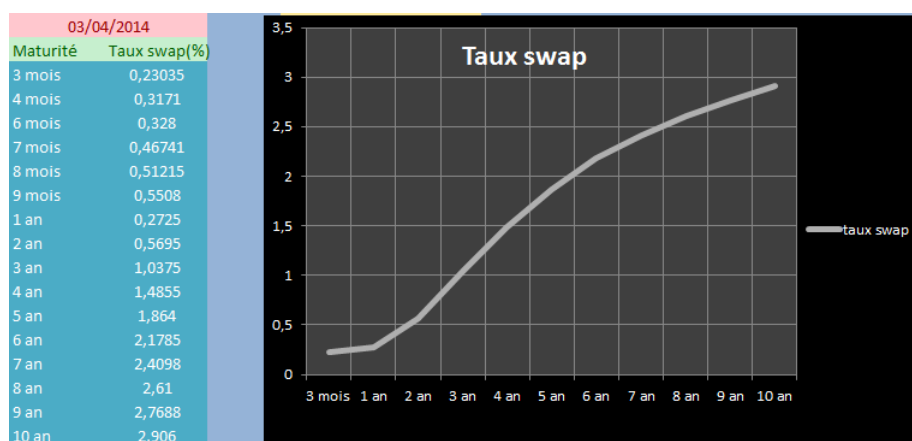 03/04/2014
Maturité Taux swap(%)
3 mois 0,23035
4 mois 0,3171
6 mois 0,328
7 mois 0,46741
8 mois 0,51215
9 mois 0,5508
1 an 0,2725
2 an 0,5695
3 an 1,0375
4 an 1,4855
5 an 1,864
6 an 2,1785
7 an 2,4098
8 an 2,61
9 an 2,7688
10 an 2,906
Taux swap
3,5
3
2,5
2
1,5
1
0,5
0
3 mois 1 an 2 an 3 an 4 an 5 an 6 an 7 an 8 an 9 an 10 an
taux swap